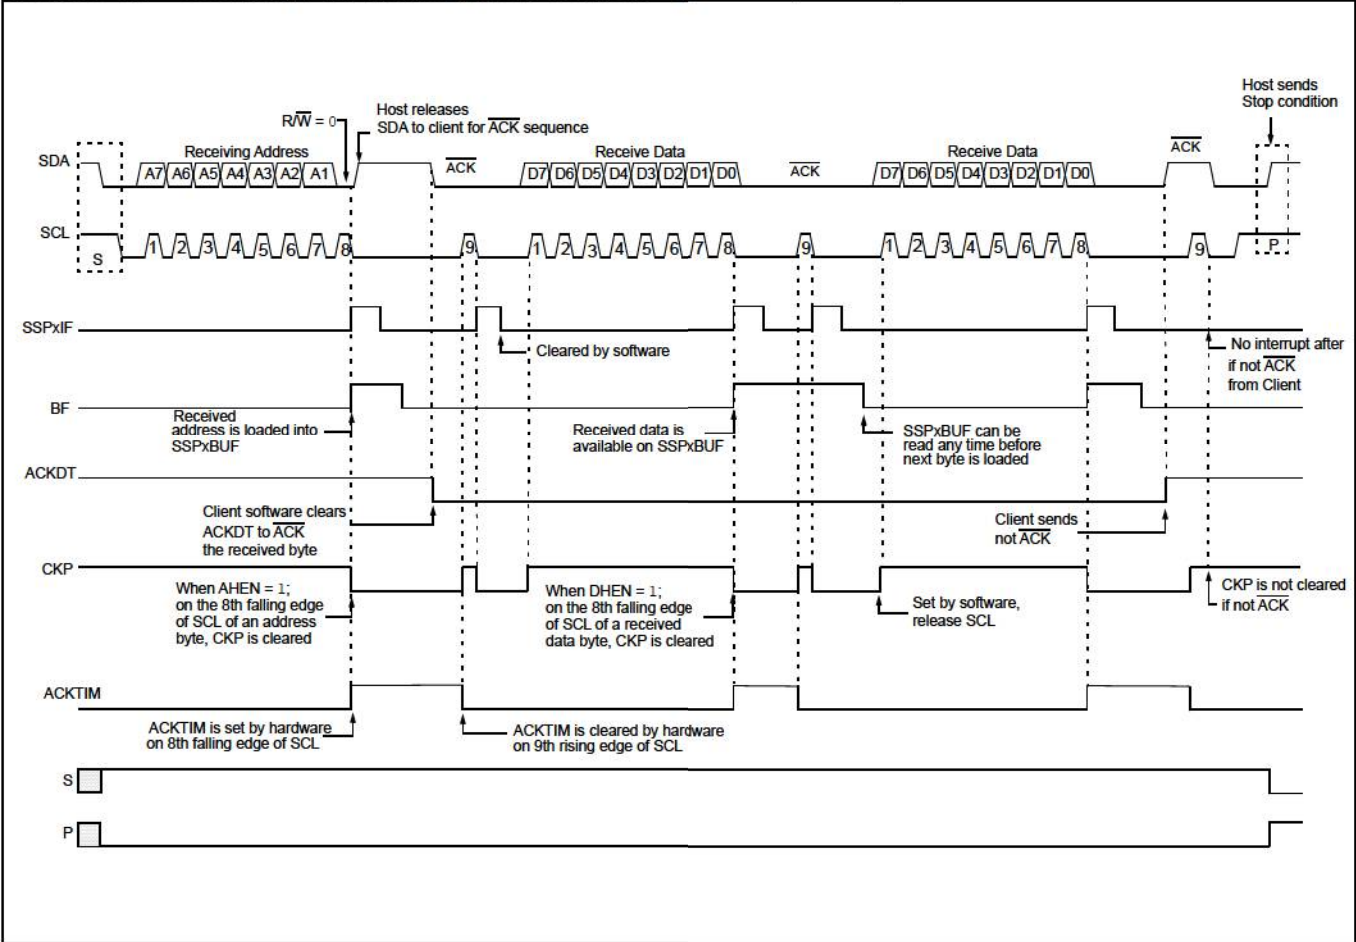 Host sends
Stop condition
R/W̅ = 0
Host releases
SDA to client for A̅C̅K̅ sequence
SDA
Receiving Address
A7 A6 A5 A4 A3 A2 A1
A̅C̅K̅
Receive Data
D7 D6 D5 D4 D3 D2 D1 D0
A̅C̅K̅
Receive Data
D7 D6 D5 D4 D3 D2 D1 D0
A̅C̅K̅
SCL
S
1 2 3 4 5 6 7 8
9
1 2 3 4 5 6 7 8
9
1 2 3 4 5 6 7 8
9
P
SSPxIF
Cleared by software
No interrupt after
if not A̅C̅K̅
from Client
BF
Received
address is loaded into
SSPxBUF
Received data is
available on SSPxBUF
SSPxBUF can be
read any time before
next byte is loaded
ACKDT
Client software clears
ACKDT to A̅C̅K̅
the received byte
Client sends
not A̅C̅K̅
CKP
When AHEN = 1;
on the 8th falling edge
of SCL of an address
byte, CKP is cleared
When DHEN = 1;
on the 8th falling edge
of SCL of a received
data byte, CKP is cleared
Set by software,
release SCL
CKP is not cleared
if not A̅C̅K̅
ACKTIM
ACKTIM is set by hardware
on 8th falling edge of SCL
ACKTIM is cleared by hardware
on 9th rising edge of SCL
S
P